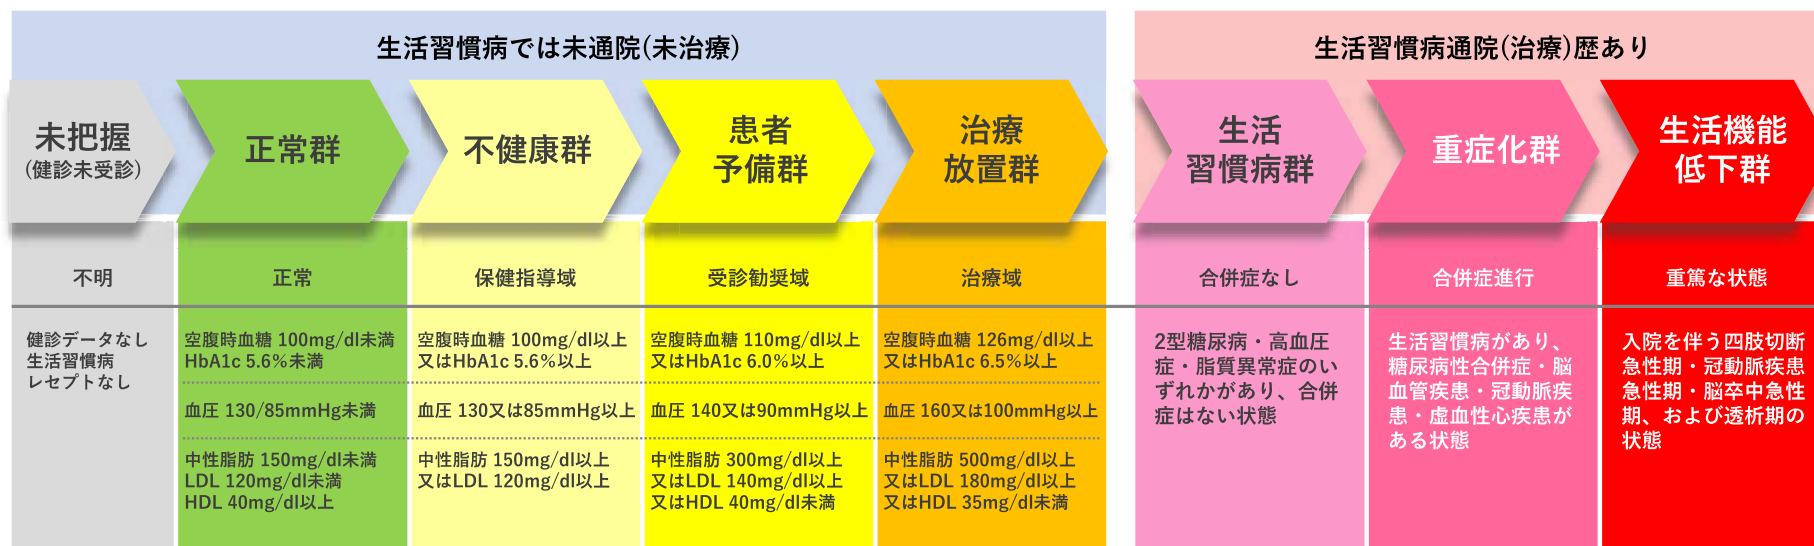 生活習慣病では未通院(未治療)
生活習慣病通院(治療)歴あり
未把握
(健診未受診)
正常群
不健康群
患者
予備群
治療
放置群
生活
習慣病群
重症化群
生活機能
低下群
不明
正常
保健指導域
受診勧奨域
治療域
合併症なし
合併症進行
重篤な状態
健診データなし
生活習慣病
レセプトなし
空腹時血糖 100mg/dl未満
HbA1c 5.6%未満
血圧 130/85mmHg未満
中性脂肪 150mg/dl未満
LDL 120mg/dl未満
HDL 40mg/dl以上
空腹時血糖 100mg/dl以上
又はHbA1c 5.6%以上
血圧 130又は85mmHg以上
中性脂肪 150mg/dl以上
又はLDL 120mg/dl以上
空腹時血糖 110mg/dl以上
又はHbA1c 6.0%以上
血圧 140又は90mmHg以上
中性脂肪 300mg/dl以上
又はLDL 140mg/dl以上
又はHDL 40mg/dl未満
空腹時血糖 126mg/dl以上
又はHbA1c 6.5%以上
血圧 160又は100mmHg以上
中性脂肪 500mg/dl以上
又はLDL 180mg/dl以上
又はHDL 35mg/dl未満
2型糖尿病・高血圧
症・脂質異常症のい
ずれかがあり、合併
症はない状態
生活習慣病があり、
糖尿病性合併症・脳
血管疾患・冠動脈疾
患・虚血性心疾患が
ある状態
入院を伴う四肢切断
急性期・冠動脈疾患
急性期・脳卒中急性
期、および透析期の
状態